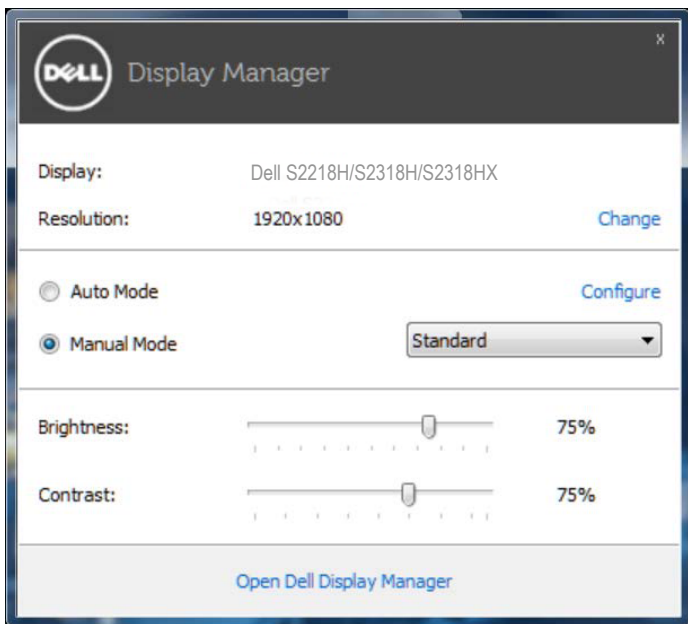 DELL Display Manager
x
Display: Dell S2218H/S2318H/S2318HX
Resolution: 1920x1080 Change
Auto Mode Configure
Manual Mode Standard
Brightness: 75%
Contrast: 75%
Open Dell Display Manager